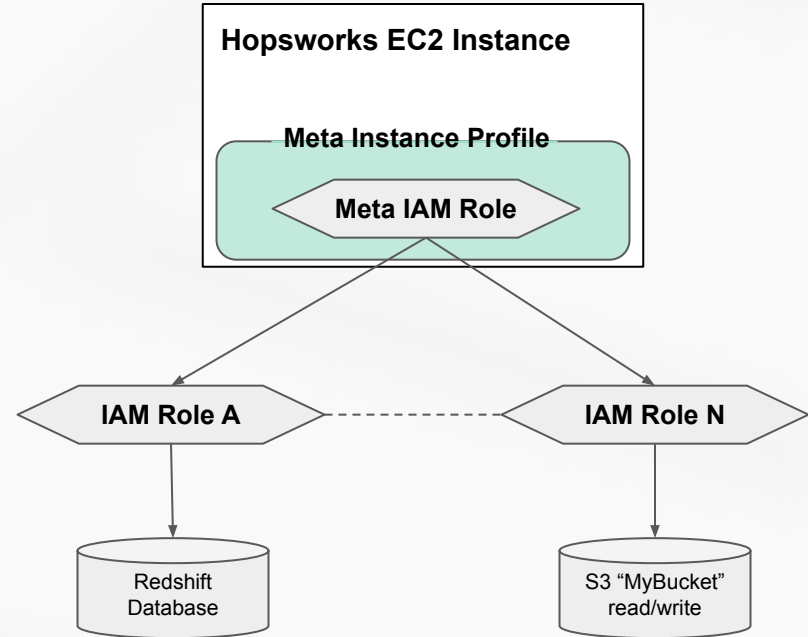 Hopsworks EC2 Instance
Meta Instance Profile
Meta IAM Role
IAM Role A
IAM Role N
Redshift
Database
S3 “MyBucket”
read/write